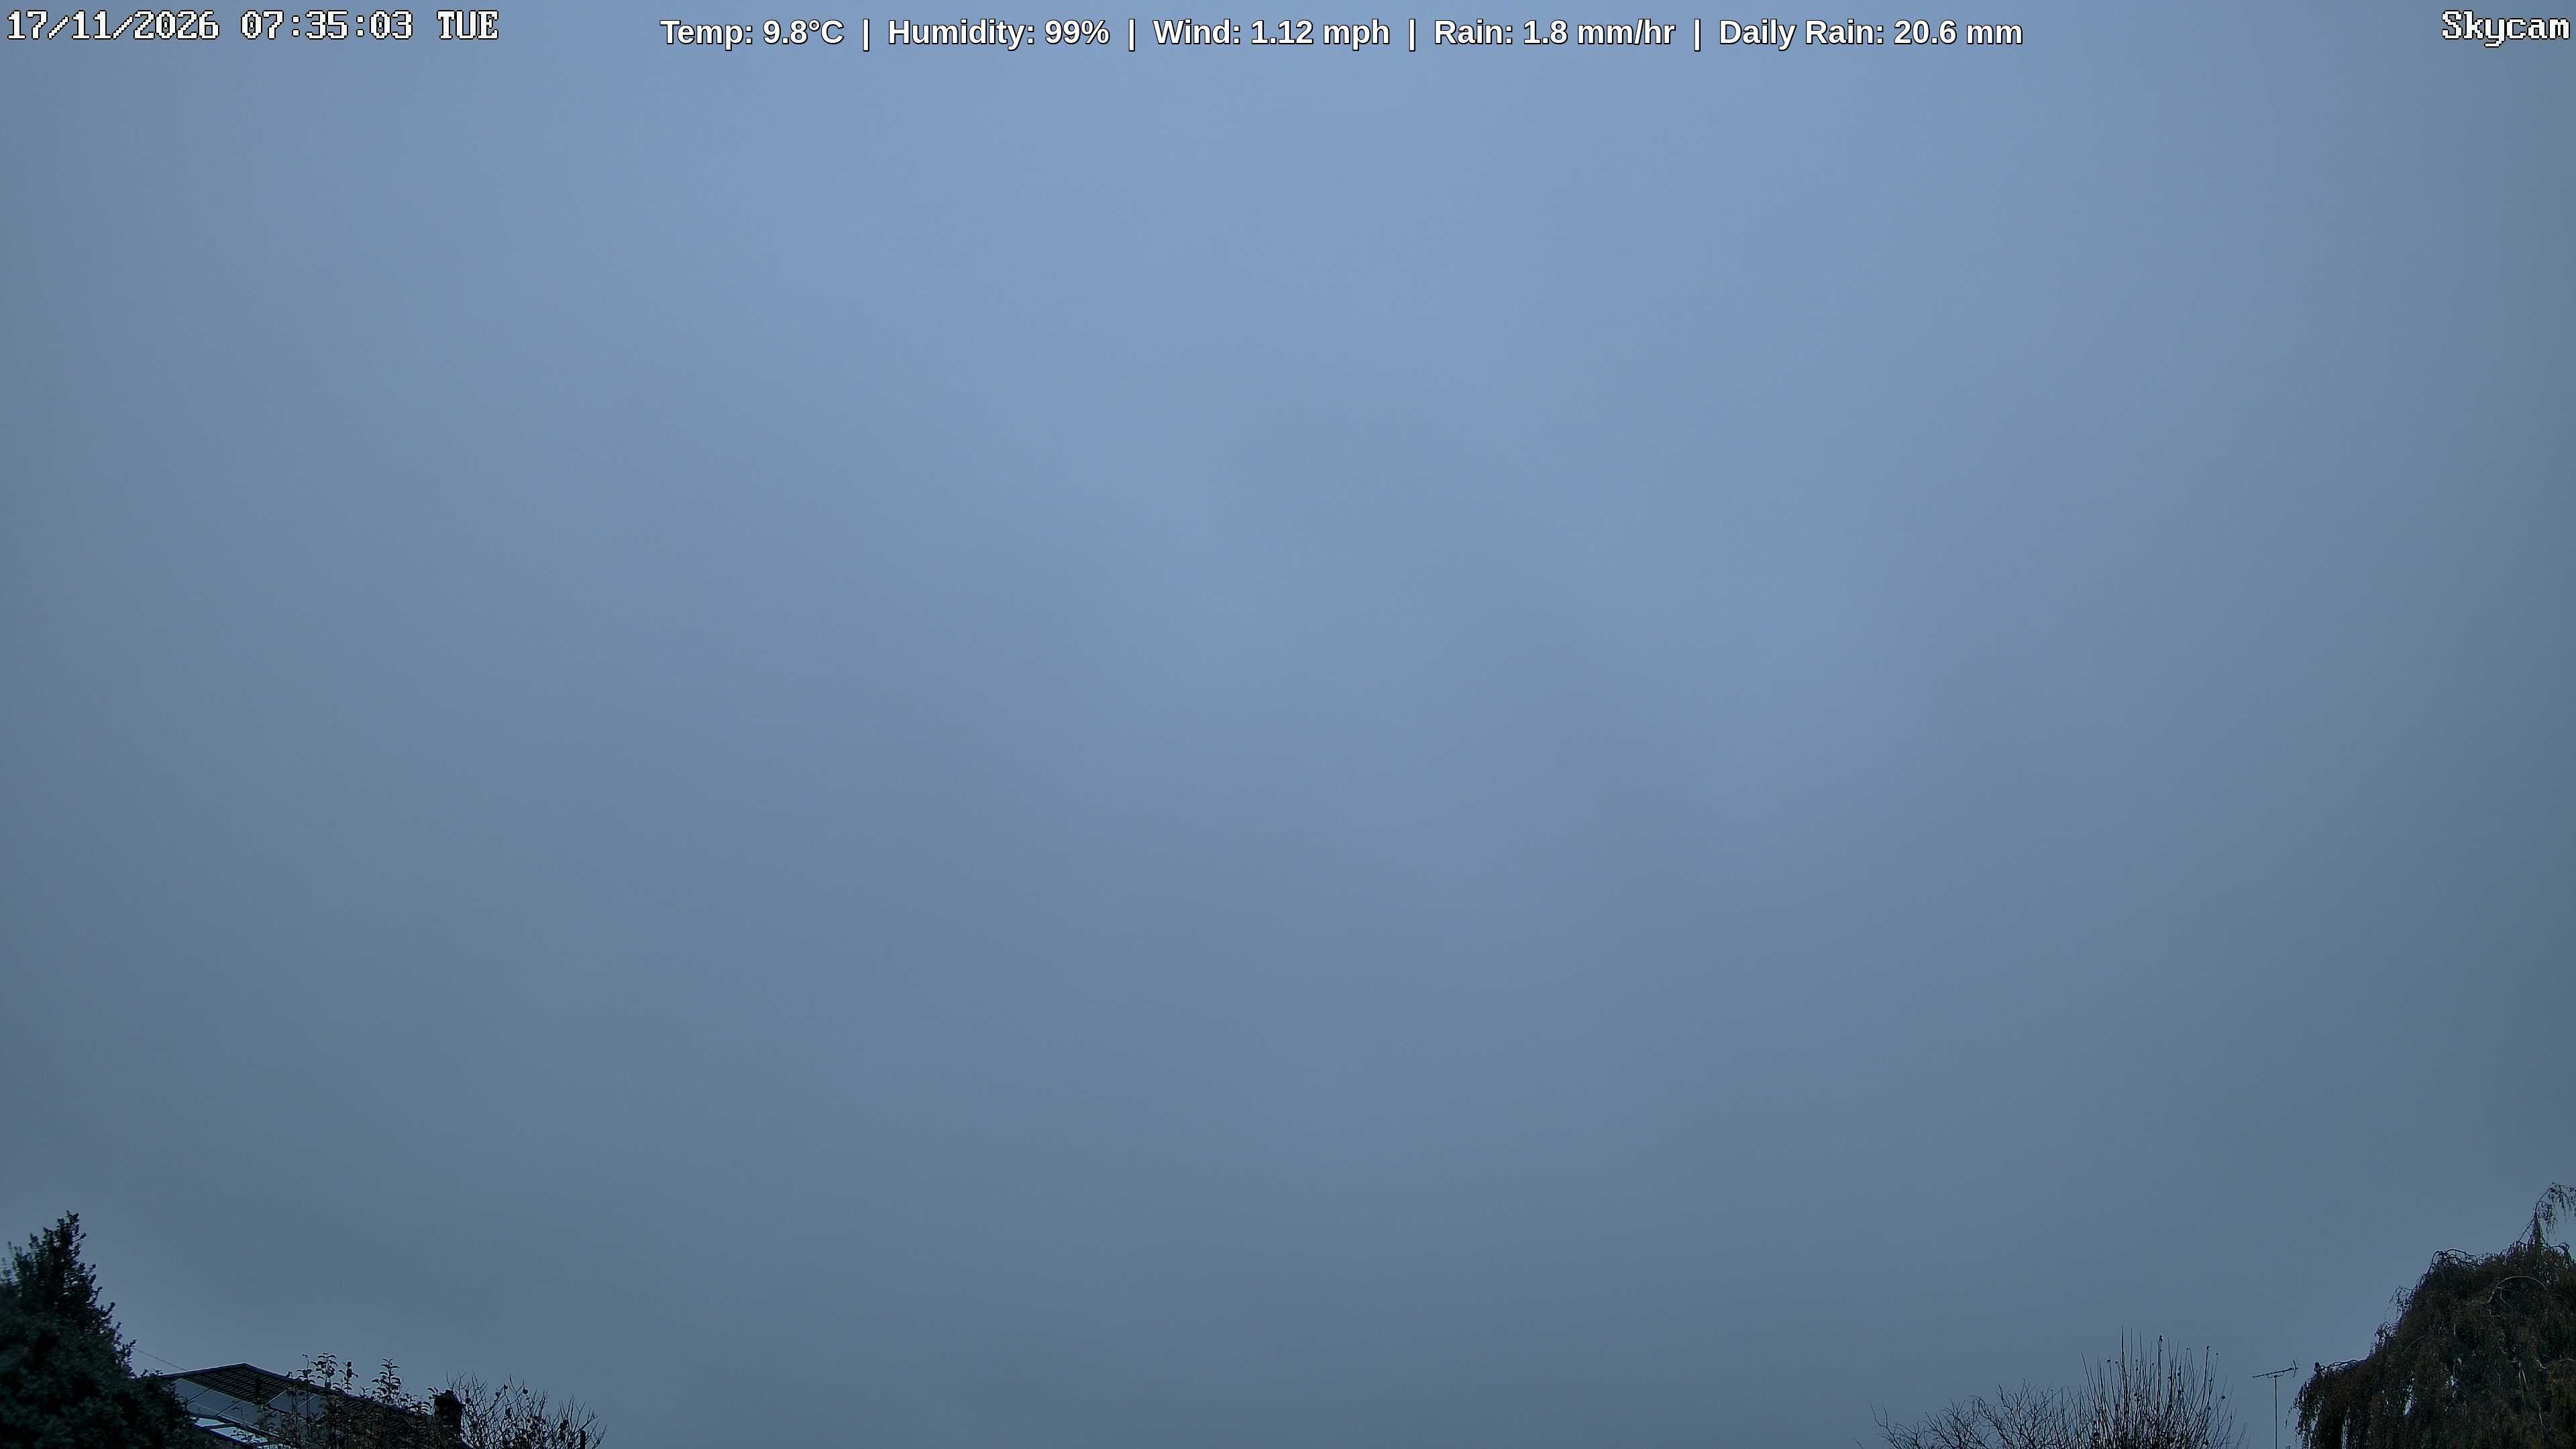 17/11/2026 07:35:03 TUE
Temp: 9.8°C | Humidity: 99% | Wind: 1.12 mph | Rain: 1.8 mm/hr | Daily Rain: 20.6 mm
Skycam